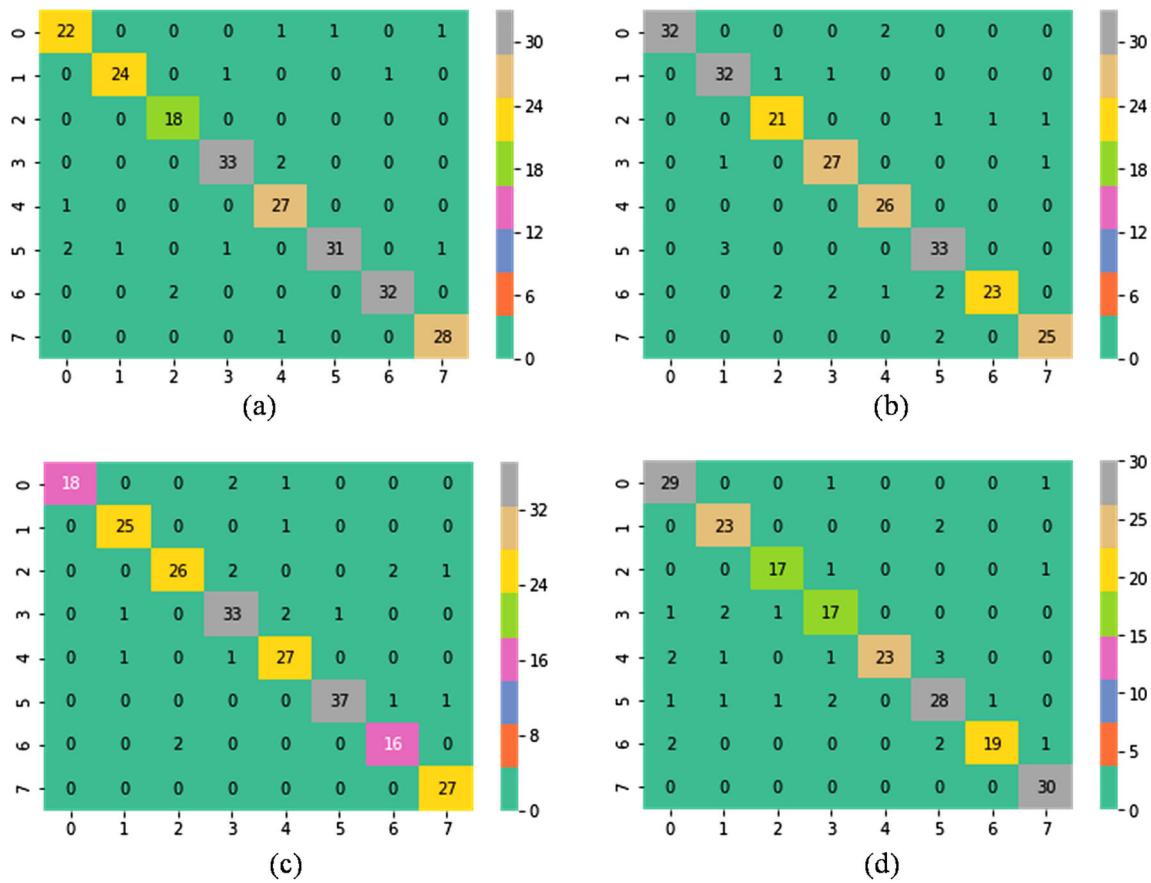 0 22 0 0 0 1 1 0 1
1 0 24 0 1 0 0 1 0
2 0 0 18 0 0 0 0 0
3 0 0 0 33 2 0 0 0
4 1 0 0 0 27 0 0 0
5 2 1 0 1 0 31 0 1
6 0 0 2 0 0 0 32 0
7 0 0 0 0 1 0 0 28
0 1 2 3 4 5 6 7
30
24
18
12
6
0
(a)
0 32 0 0 0 2 0 0 0
1 0 32 1 1 0 0 0 0
2 0 0 21 0 0 1 1 1
3 0 1 0 27 0 0 0 1
4 0 0 0 0 26 0 0 0
5 0 3 0 0 0 33 0 0
6 0 0 2 2 1 2 23 0
7 0 0 0 0 0 2 0 25
0 1 2 3 4 5 6 7
30
24
18
12
6
0
(b)
0 18 0 0 2 1 0 0 0
1 0 25 0 0 1 0 0 0
2 0 0 26 2 0 0 2 1
3 0 1 0 33 2 1 0 0
4 0 1 0 1 27 0 0 0
5 0 0 0 0 0 37 1 1
6 0 0 2 0 0 0 16 0
7 0 0 0 0 0 0 0 27
0 1 2 3 4 5 6 7
32
24
16
8
0
(c)
0 29 0 0 1 0 0 0 1
1 0 23 0 0 0 2 0 0
2 0 0 17 1 0 0 0 1
3 1 2 1 17 0 0 0 0
4 2 1 0 1 23 3 0 0
5 1 1 1 2 0 28 1 0
6 2 0 0 0 0 2 19 1
7 0 0 0 0 0 0 0 30
0 1 2 3 4 5 6 7
30
25
20
15
10
5
0
(d)